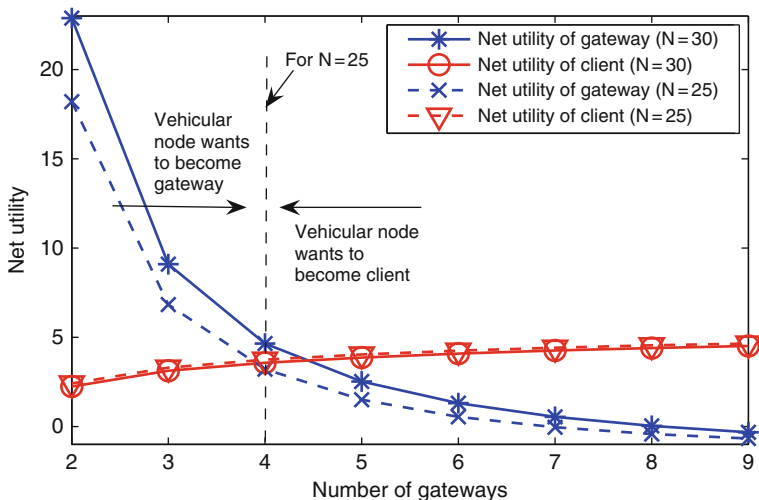 Net utility
20
15
10
5
0
2
3
4
5
6
7
8
9
Number of gateways
For N=25
Vehicular
node wants
to become
gateway
Vehicular node
wants to
become client
Net utility of gateway (N=30)
Net utility of client (N=30)
Net utility of gateway (N=25)
Net utility of client (N=25)